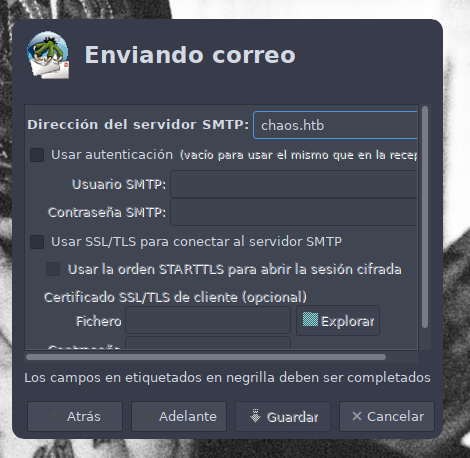 Enviando correo
Dirección del servidor SMTP: chaos.htb
Usar autenticación (vacío para usar el mismo que en la
Usuario SMTP:
Contraseña SMTP:
Usar SSL/TLS para conectar al servidor SMTP
Usar la orden STARTTLS para abrir la sesión cifrada
Certificado SSL/TLS de cliente (opcional)
Fichero Explorar
Los campos en etiquetados en negrilla deben ser completados
Atrás Adelante Guardar Cancelar